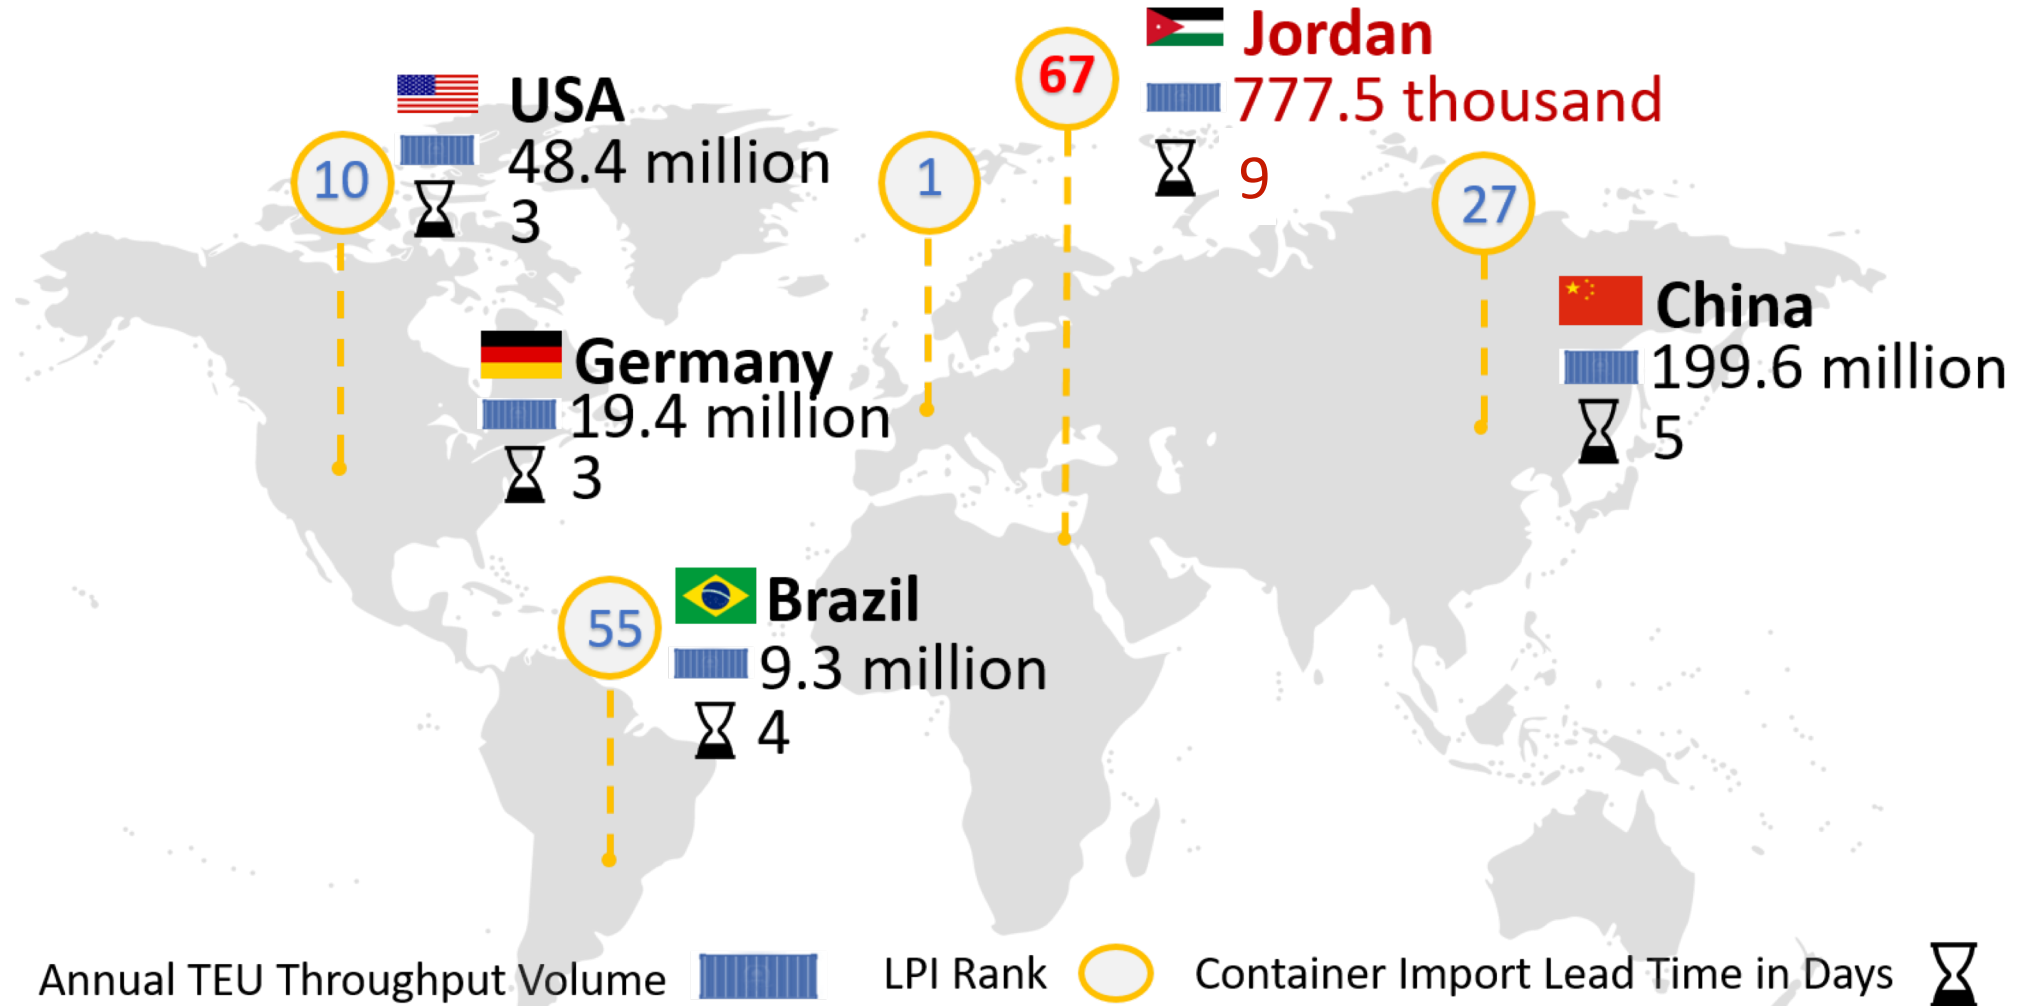 Jordan
67
777.5 thousand
9
USA
10
48.4 million
3
1
27
China
199.6 million
5
Germany
19.4 million
3
Brazil
55
9.3 million
4
Annual TEU Throughput Volume
LPI Rank
Container Import Lead Time in Days